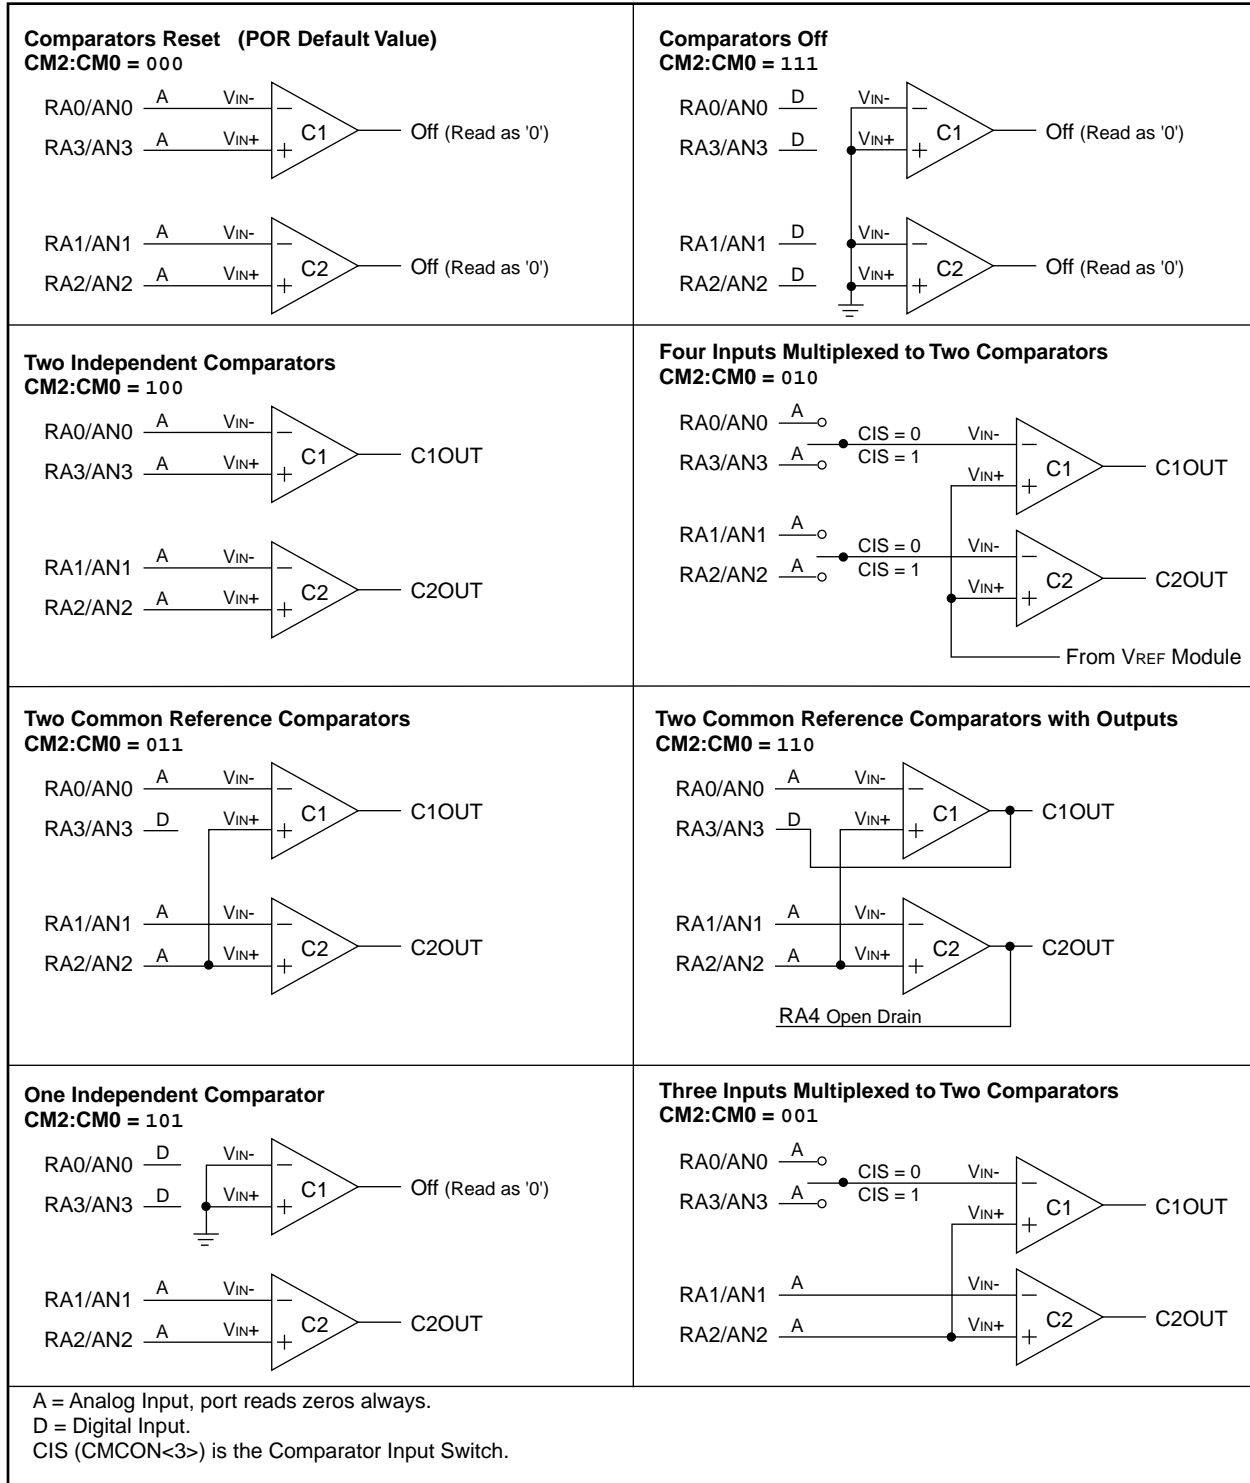 Comparators Reset (POR Default Value)
CM2:CM0 = 000
RA0/AN0 A VIN- −
RA3/AN3 A VIN+ +
C1
Off (Read as '0')
RA1/AN1 A VIN- −
RA2/AN2 A VIN+ +
C2
Off (Read as '0')
Comparators Off
CM2:CM0 = 111
RA0/AN0 D VIN- −
RA3/AN3 D VIN+ +
C1
Off (Read as '0')
RA1/AN1 D VIN- −
RA2/AN2 D VIN+ +
C2
Off (Read as '0')
Two Independent Comparators
CM2:CM0 = 100
RA0/AN0 A VIN- −
RA3/AN3 A VIN+ +
C1
C1OUT
RA1/AN1 A VIN- −
RA2/AN2 A VIN+ +
C2
C2OUT
Four Inputs Multiplexed to Two Comparators
CM2:CM0 = 010
RA0/AN0 A
CIS = 0 VIN- −
RA3/AN3 A CIS = 1
VIN+ +
C1
C1OUT
RA1/AN1 A
CIS = 0 VIN- −
RA2/AN2 A CIS = 1
VIN+ +
C2
C2OUT
From VREF Module
Two Common Reference Comparators
CM2:CM0 = 011
RA0/AN0 A VIN- −
RA3/AN3 D VIN+ +
C1
C1OUT
RA1/AN1 A VIN- −
RA2/AN2 A VIN+ +
C2
C2OUT
Two Common Reference Comparators with Outputs
CM2:CM0 = 110
RA0/AN0 A VIN- −
RA3/AN3 D VIN+ +
C1
C1OUT
RA1/AN1 A VIN- −
RA2/AN2 A VIN+ +
C2
C2OUT
RA4 Open Drain
One Independent Comparator
CM2:CM0 = 101
RA0/AN0 D VIN- −
RA3/AN3 D VIN+ +
C1
Off (Read as '0')
RA1/AN1 A VIN- −
RA2/AN2 A VIN+ +
C2
C2OUT
Three Inputs Multiplexed to Two Comparators
CM2:CM0 = 001
RA0/AN0 A
CIS = 0 VIN- −
RA3/AN3 A CIS = 1
VIN+ +
C1
C1OUT
RA1/AN1 A VIN- −
RA2/AN2 A VIN+ +
C2
C2OUT
A = Analog Input, port reads zeros always.
D = Digital Input.
CIS (CMCON<3>) is the Comparator Input Switch.